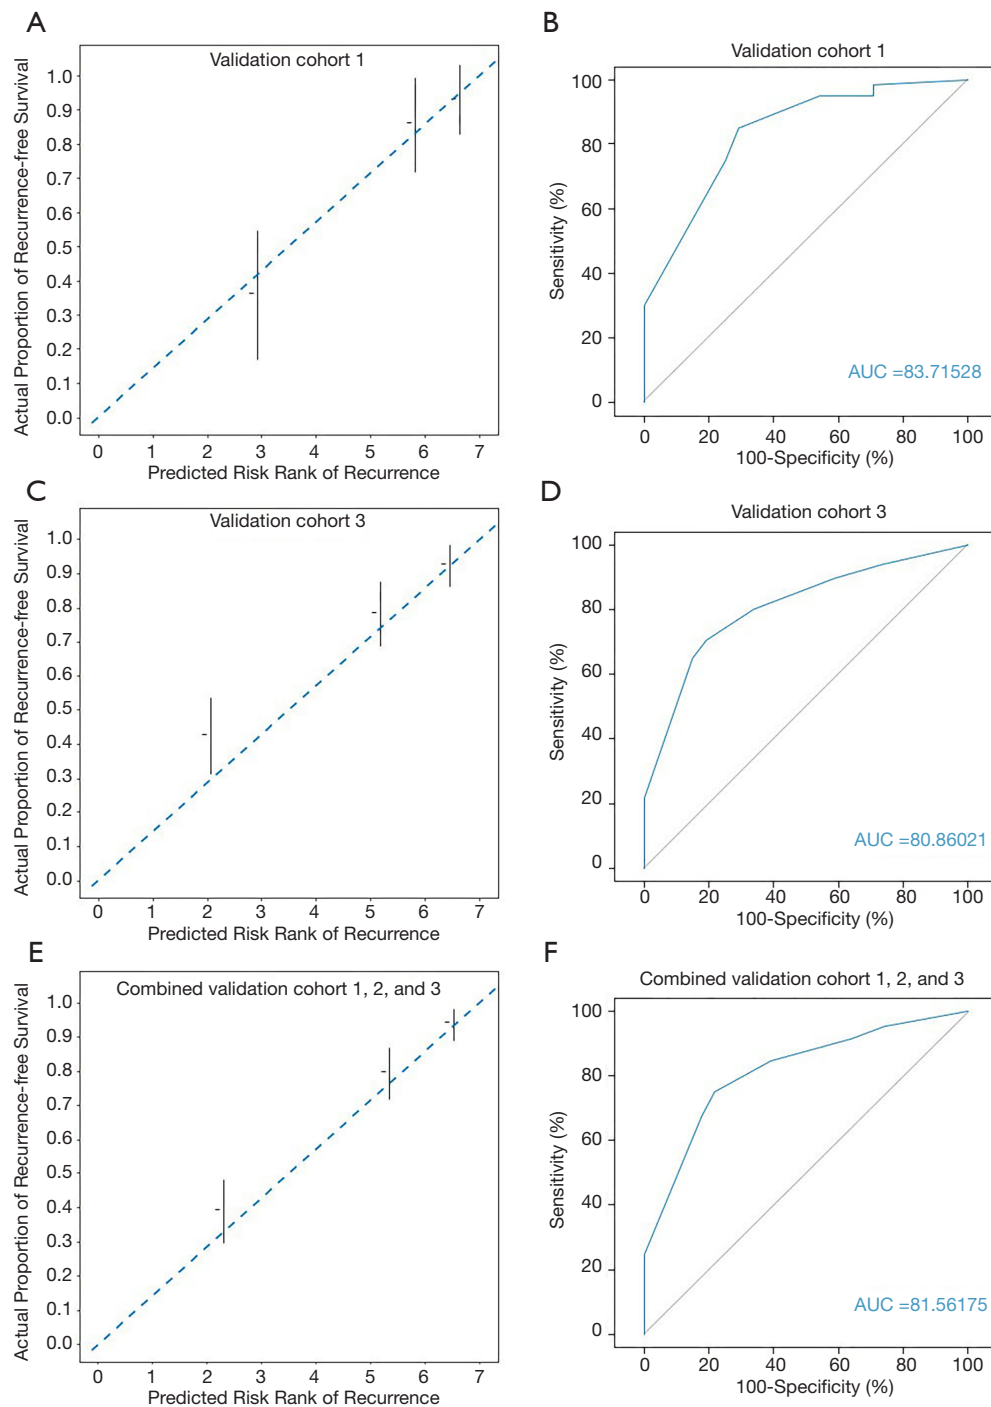 A
Validation cohort 1
Actual Proportion of Recurrence-free Survival
1.0
0.9
0.8
0.7
0.6
0.5
0.4
0.3
0.2
0.1
0.0
0 1 2 3 4 5 6 7
Predicted Risk Rank of Recurrence
B
Validation cohort 1
Sensitivity (%)
100
80
60
40
20
0
AUC =83.71528
0 20 40 60 80 100
100-Specificity (%)
C
Validation cohort 3
Actual Proportion of Recurrence-free Survival
1.0
0.9
0.8
0.7
0.6
0.5
0.4
0.3
0.2
0.1
0.0
0 1 2 3 4 5 6 7
Predicted Risk Rank of Recurrence
D
Validation cohort 3
Sensitivity (%)
100
80
60
40
20
0
AUC =80.86021
0 20 40 60 80 100
100-Specificity (%)
E
Combined validation cohort 1, 2, and 3
Actual Proportion of Recurrence-free Survival
1.0
0.9
0.8
0.7
0.6
0.5
0.4
0.3
0.2
0.1
0.0
0 1 2 3 4 5 6 7
Predicted Risk Rank of Recurrence
F
Combined validation cohort 1, 2, and 3
Sensitivity (%)
100
80
60
40
20
0
AUC =81.56175
0 20 40 60 80 100
100-Specificity (%)